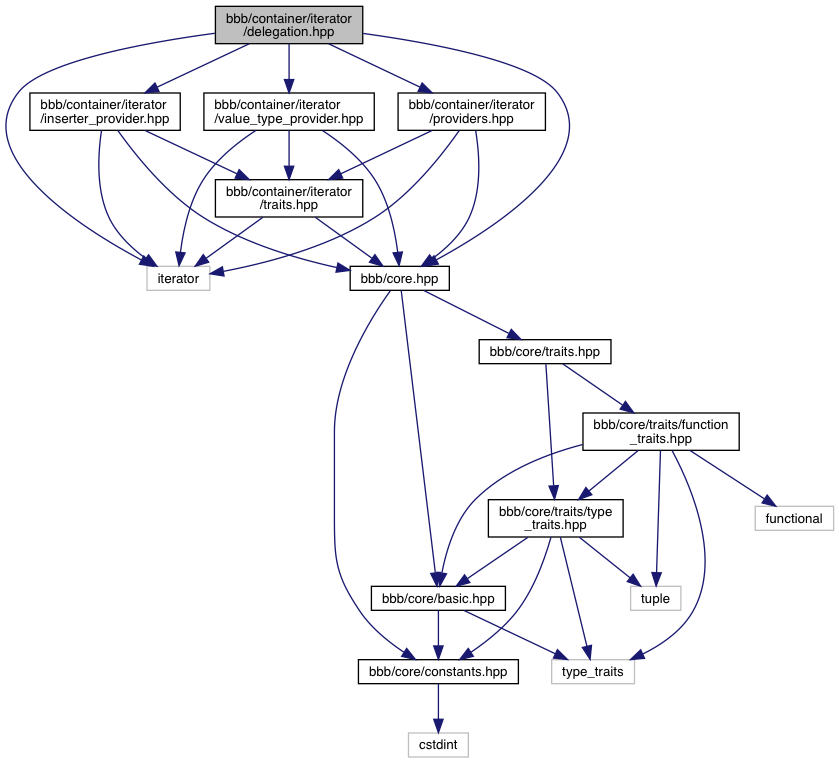 bbb/container/iterator
/delegation.hpp
bbb/container/iterator
/inserter_provider.hpp
bbb/container/iterator
/value_type_provider.hpp
bbb/container/iterator
/providers.hpp
bbb/container/iterator
/traits.hpp
iterator
bbb/core.hpp
bbb/core/traits.hpp
bbb/core/traits/function
_traits.hpp
bbb/core/traits/type
_traits.hpp
functional
bbb/core/basic.hpp
tuple
bbb/core/constants.hpp
type_traits
cstdint